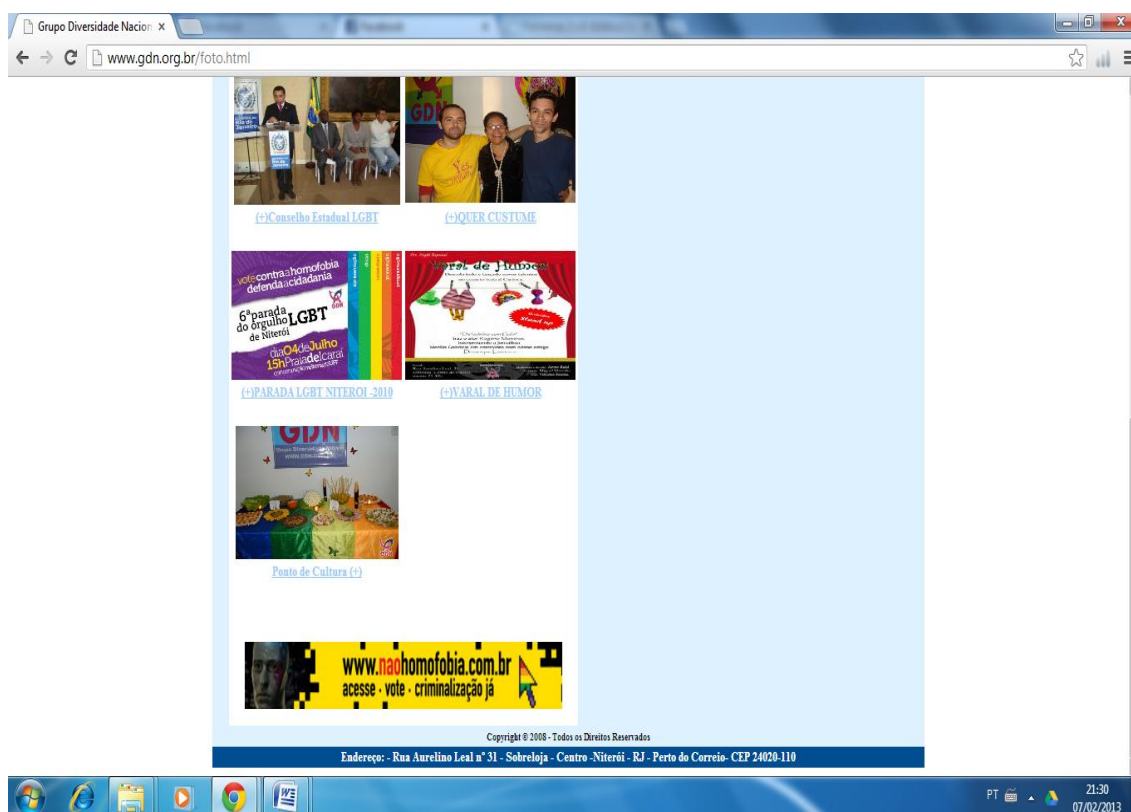 Grupo Diversidade Nacion
www.gdn.org.br/foto.html
GDN
(+)Conselho Estadual LGBT
(+)QUER CUSTUME
vote contra a homofobia
defenda a cidadania
6ª parada
do orgulho LGBT
de Niterói
dia 04 de Julho
15h Praia de Icaraí
Varal de Humor
Stand up
(+)PARADA LGBT NITEROI -2010
(+)VARAL DE HUMOR
GDN
Ponto de Cultura (+)
www.naohomofobia.com.br
acesse - vote - criminalização já
Copyright © 2008 - Todos os Direitos Reservados
Endereço: - Rua Aurelino Leal n° 31 - Sobreloja - Centro -Niterói - RJ - Perto do Correio- CEP 24020-110
PT
21:30
07/02/2013